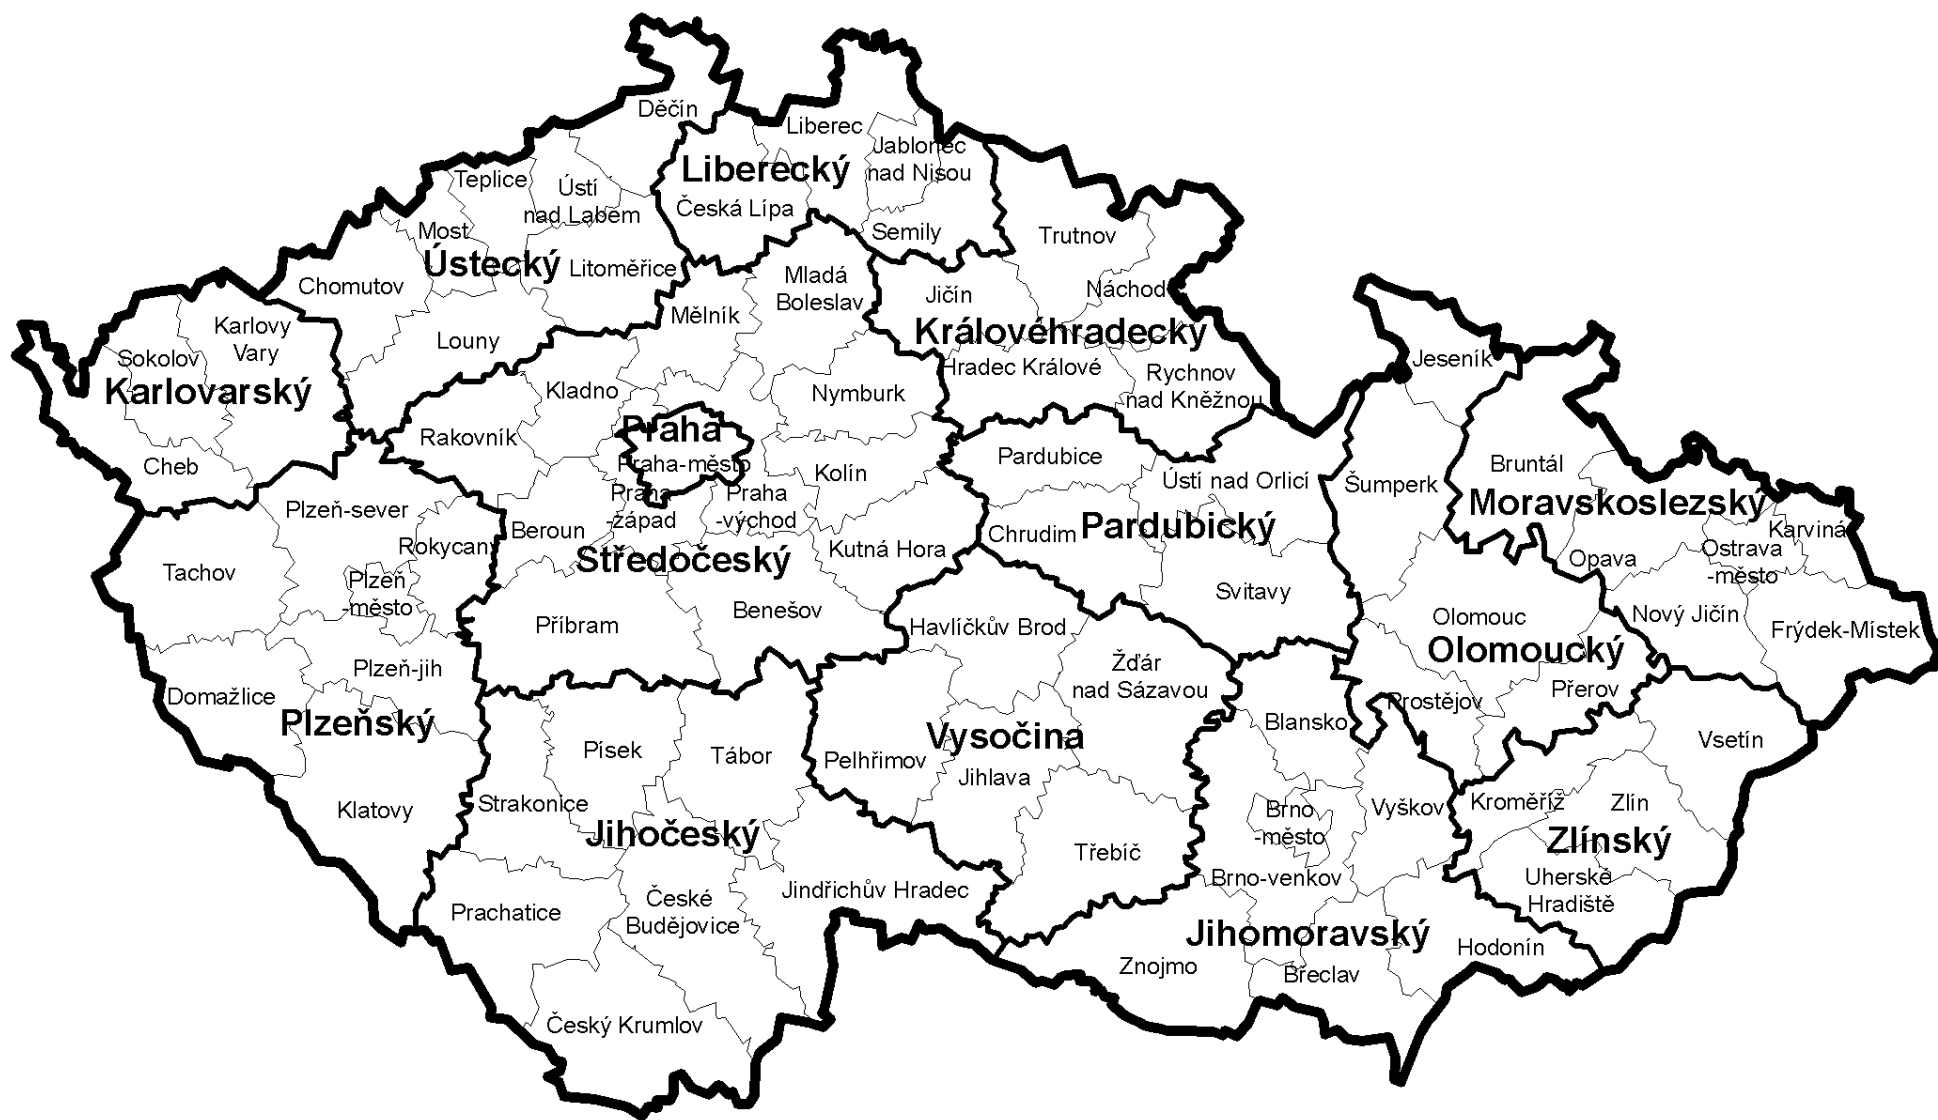 Děčín
Liberec
Jablonec
nad Nisou
Liberecký
Česká Lípa
Semily
Teplice
Ústí
nad Labem
Most
Ústecký
Litoměřice
Chomutov
Louny
Trutnov
Náchod
Jičín
Královéhradecký
Hradec Králové
Rychnov
nad Kněžnou
Mladá
Boleslav
Mělník
Karlovy
Vary
Sokolov
Karlovarský
Cheb
Kladno
Nymburk
Rakovník
Praha
Praha-město
Kolín
Praha
-západ
Praha
-východ
Beroun
Středočeský
Kutná Hora
Příbram
Benešov
Jeseník
Pardubice
Ústí nad Orlicí
Chrudim
Pardubický
Svitavy
Šumperk
Bruntál
Moravskoslezský
Karviná
Opava
Ostrava
-město
Nový Jičín
Frýdek-Místek
Plzeň-sever
Rokycany
Tachov
Plzeň
-město
Plzeň-jih
Domažlice
Plzeňský
Klatovy
Havlíčkův Brod
Žďár
nad Sázavou
Vysočina
Pelhřimov
Jihlava
Třebíč
Olomouc
Olomoucký
Prostějov
Přerov
Písek
Tábor
Strakonice
Jihočeský
Jindřichův Hradec
České
Budějovice
Prachatice
Český Krumlov
Blansko
Vyškov
Brno
-město
Brno-venkov
Jihomoravský
Znojmo
Břeclav
Hodonín
Vsetín
Kroměříž
Zlín
Zlínský
Uherské
Hradiště